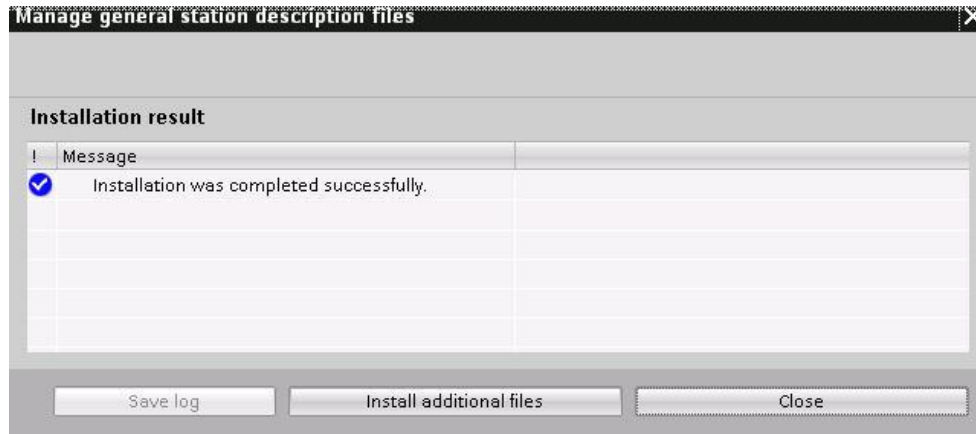 Manage general station description files
Installation result
! Message
Installation was completed successfully.
Save log Install additional files Close